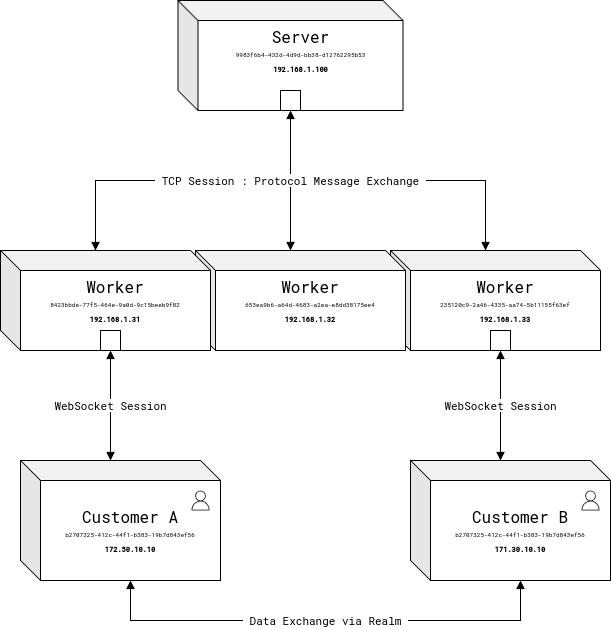 Server
9983f6b4-432d-4d9d-bb38-d12762295b53
192.168.1.100
TCP Session : Protocol Message Exchange
Worker
8423bbde-77f5-464e-9a0d-9c15beeb9f82
192.168.1.31
Worker
653ea9b6-a64d-4683-a2ea-e8dd38175ee4
192.168.1.32
Worker
235120c9-2a46-4335-aa74-5b11155f63ef
192.168.1.33
WebSocket Session
WebSocket Session
Customer A
b2707325-412c-44f1-b383-19b7d843ef56
172.50.10.10
Customer B
b2707325-412c-44f1-b383-19b7d843ef56
171.30.10.10
Data Exchange via Realm